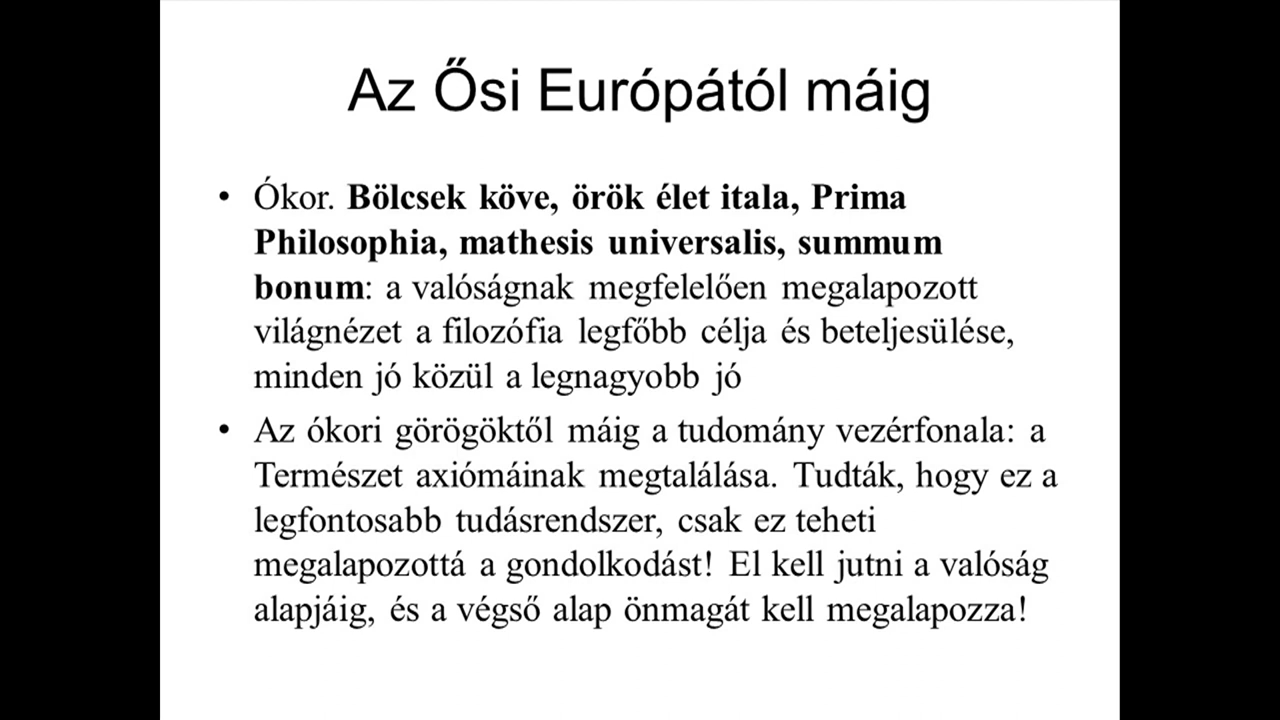 Az Ősi Európától máig
• Ókor. Bölcsek köve, örök élet itala, Prima
Philosophia, mathesis universalis, summum
bonum: a valóságnak megfelelően megalapozott
világnézet a filozófia legfőbb célja és beteljesülése,
minden jó közül a legnagyobb jó
• Az ókori görögöktől máig a tudomány vezérfonala: a
Természet axiómáinak megtalálása. Tudták, hogy ez a
legfontosabb tudásrendszer, csak ez teheti
megalapozottá a gondolkodást! El kell jutni a valóság
alapjáig, és a végső alap önmagát kell megalapozza!